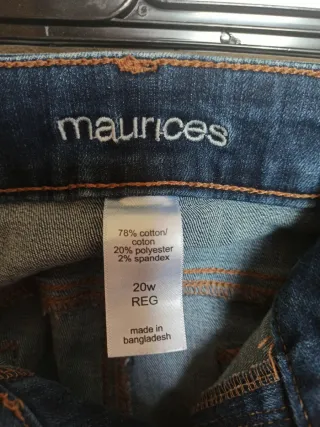 maurices
78% cotton/
coton
20% polyester
2% spandex
20w
REG
made in
bangladesh